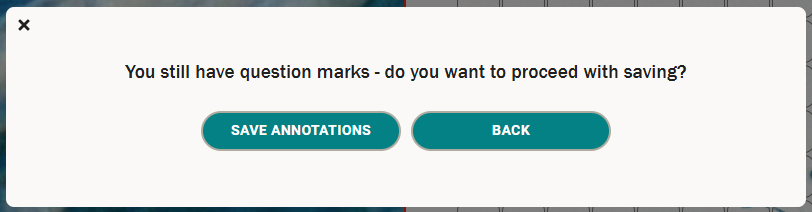 You still have question marks - do you want to proceed with saving?
SAVE ANNOTATIONS
BACK